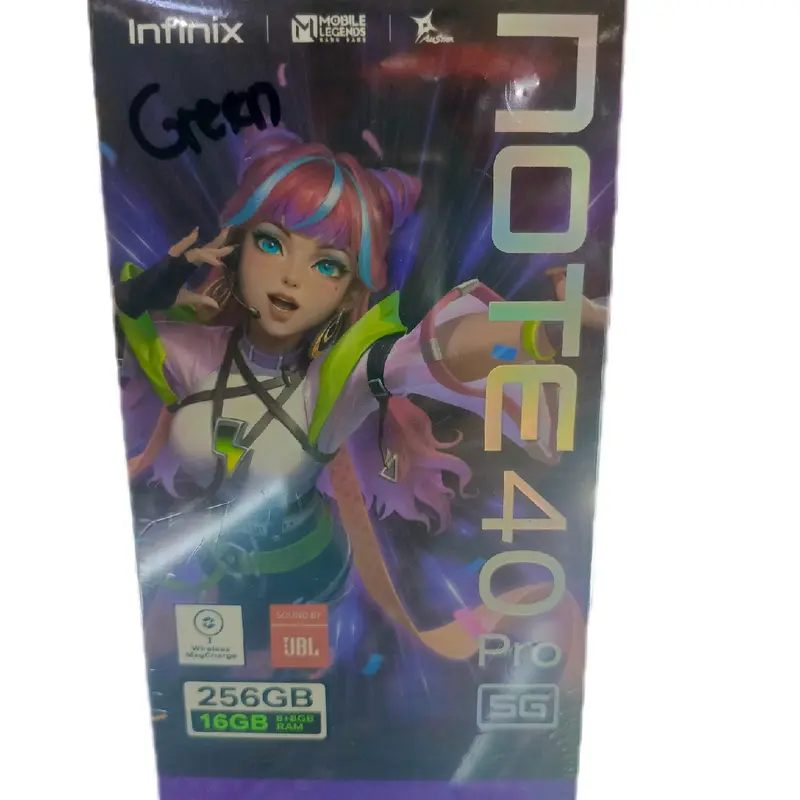 Infinix
MOBILE
LEGENDS
BANG BANG
ALLSTAR
Green
NOTE 40
Pro
5G
Wireless
MagCharge
SOUND BY
JBL
256GB
16GB 8+8GB
RAM